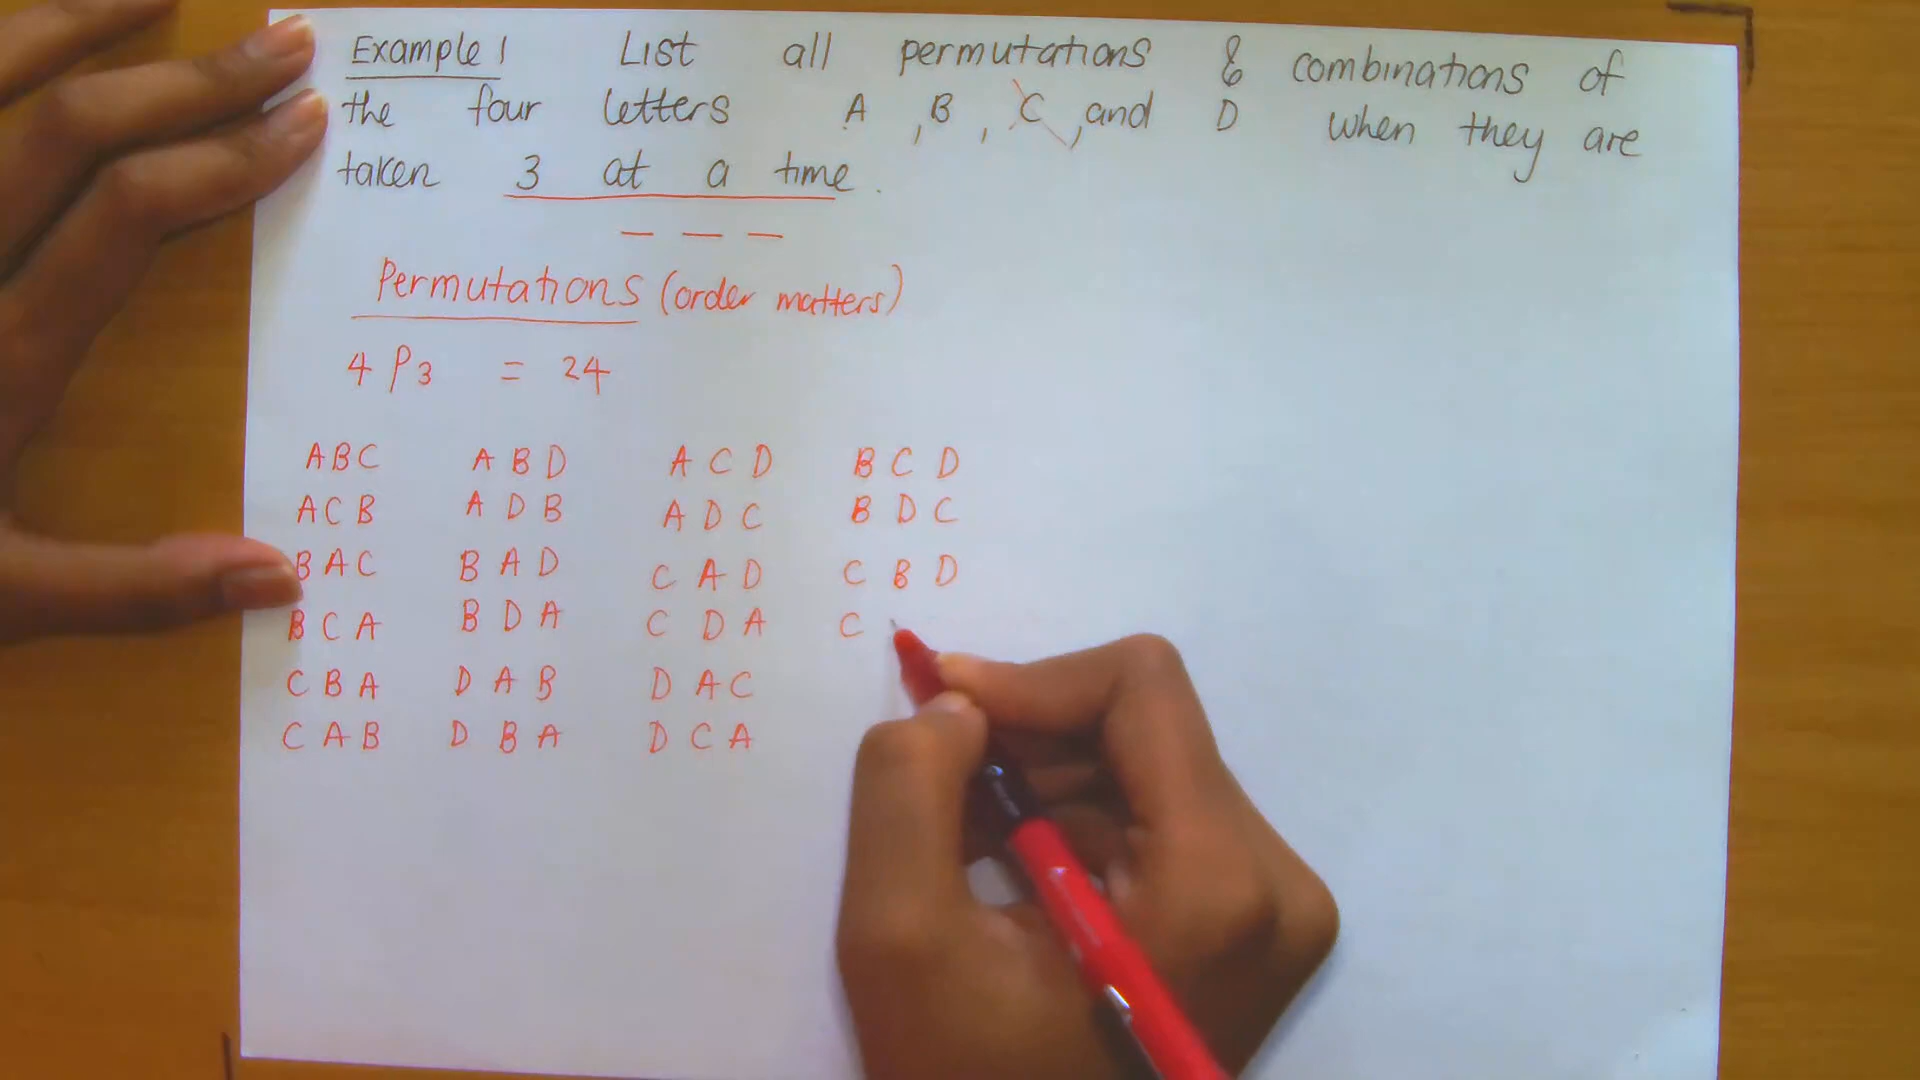 Example 1 List all permutations & combinations of
the four letters A, B, C, and D when they are
taken 3 at a time.
Permutations (order matters)
4 P 3 = 24
ABC ABD ACD BCD
ACB ADB ADC BDC
BAC BAD CAD CBD
BCA BDA CDA C
CBA DAB DAC
CAB DBA DCA